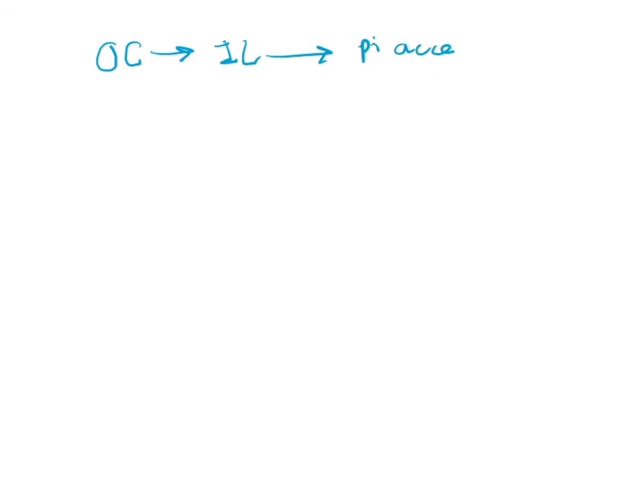 OC → IL → pi acce